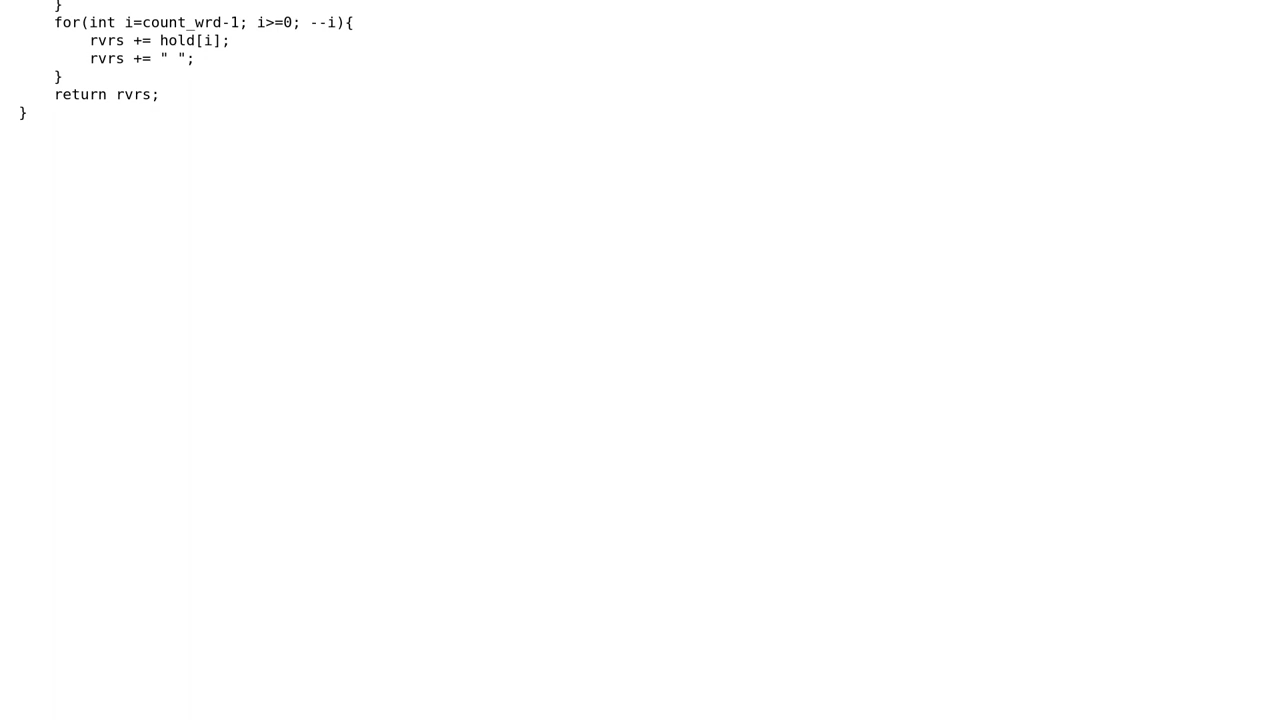 }
    for(int i=count_wrd-1; i>=0; --i){
        rvrs += hold[i];
        rvrs += " ";
    }
    return rvrs;
}